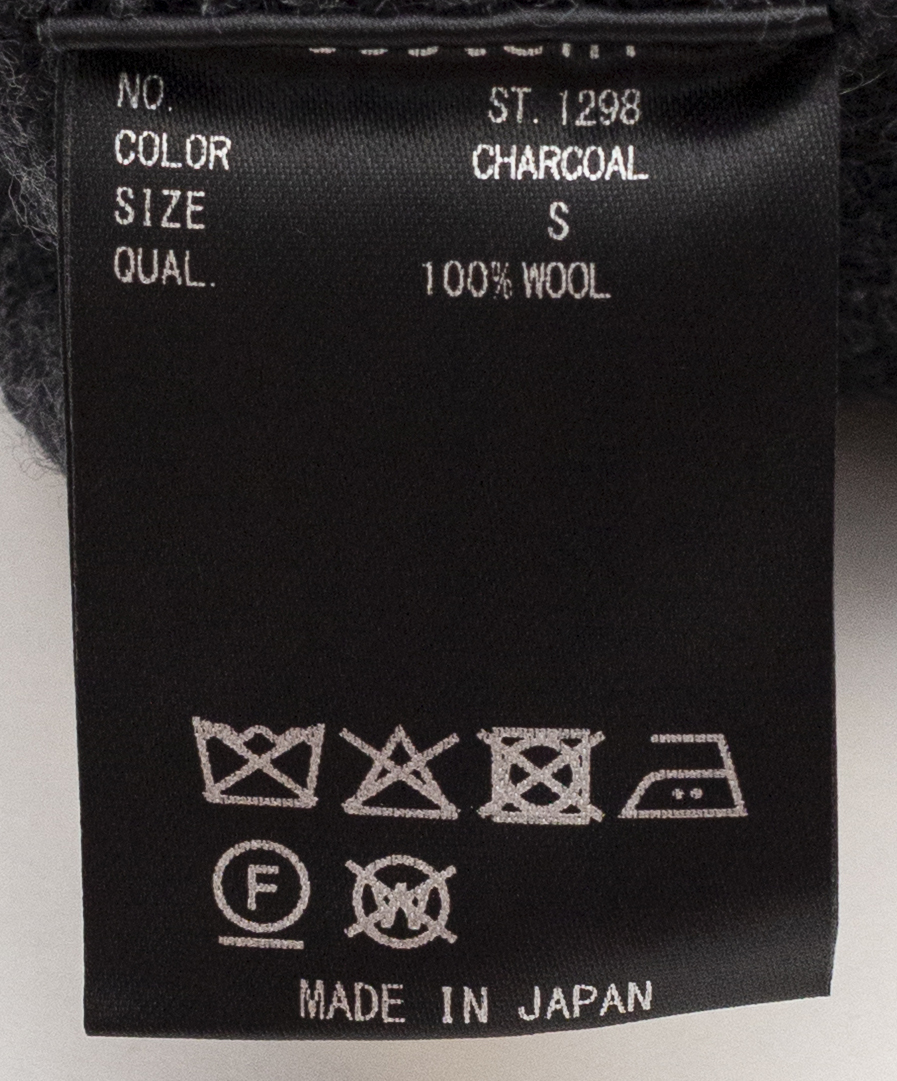 NO. ST. 1298
COLOR CHARCOAL
SIZE S
QUAL. 100% WOOL
F W
MADE IN JAPAN